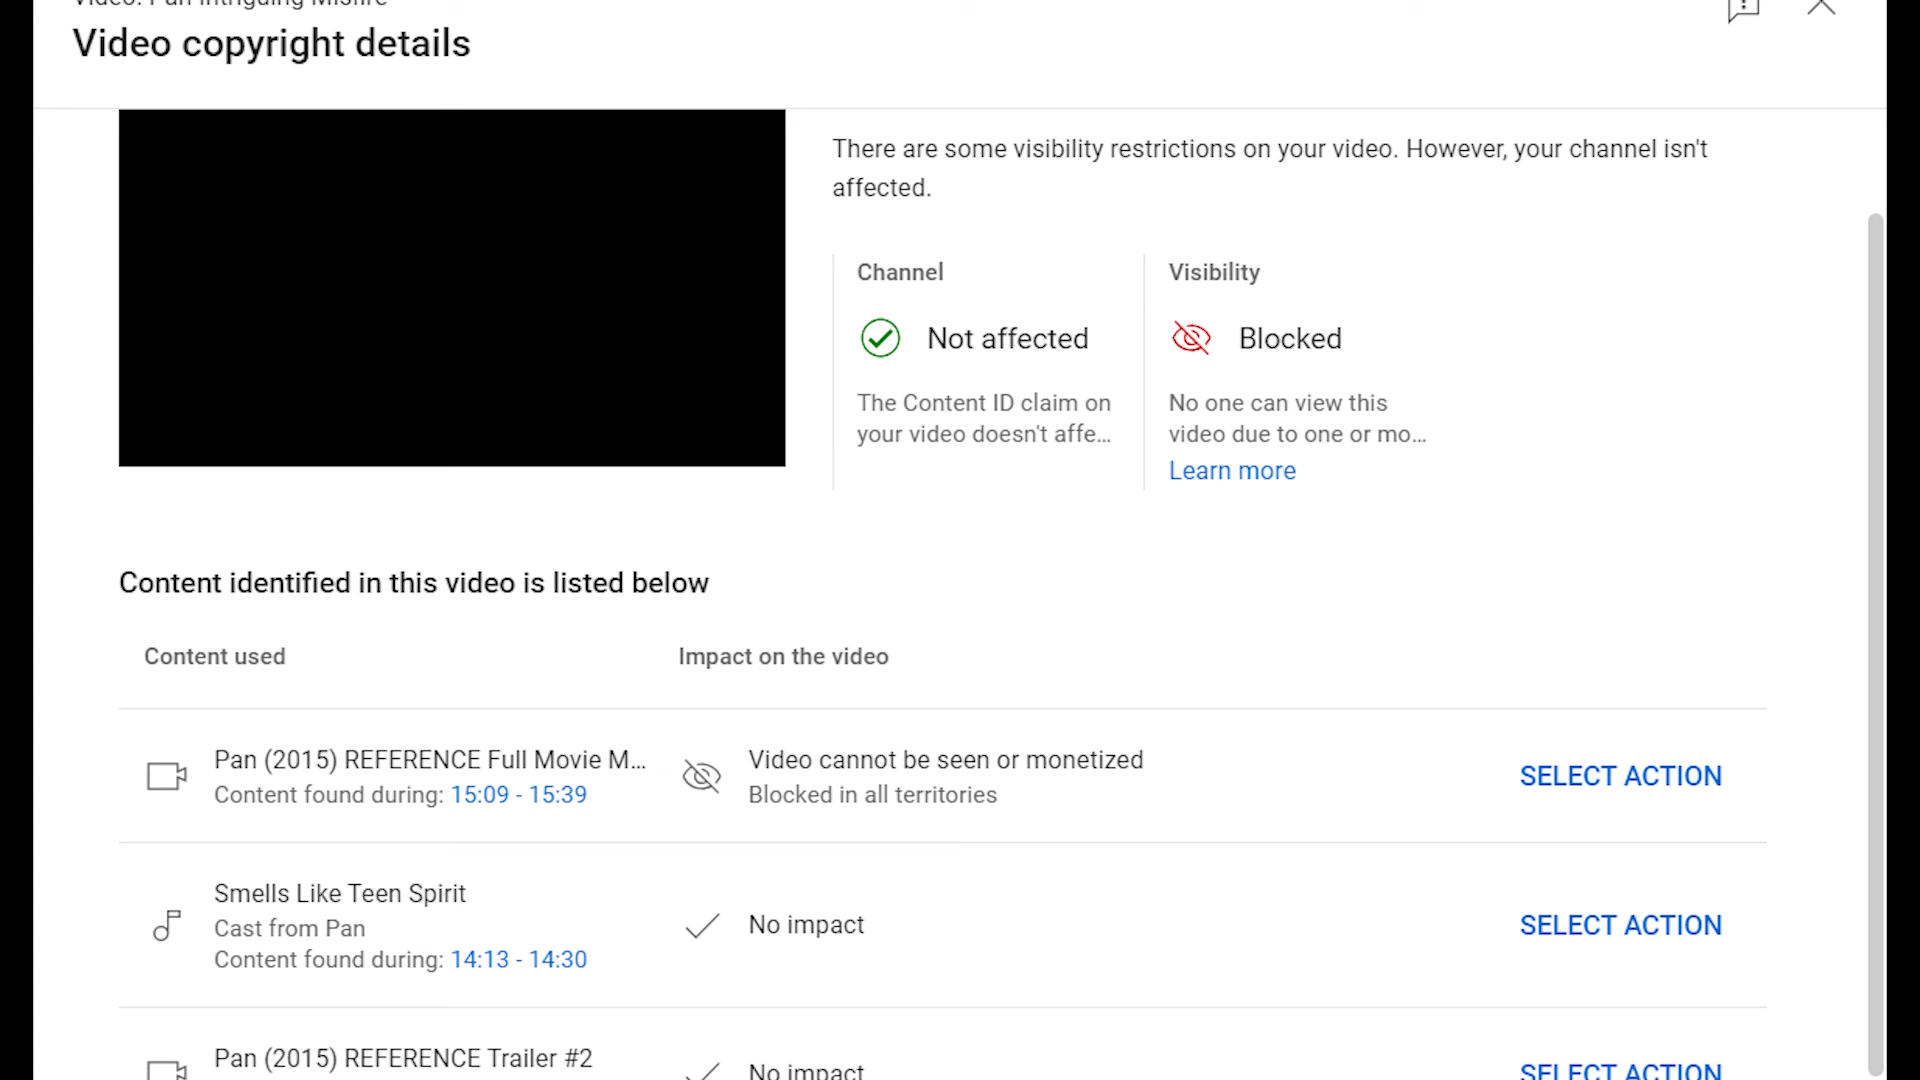 Video: Pan Intriguing Misfire
Video copyright details
There are some visibility restrictions on your video. However, your channel isn't
affected.
Channel
Visibility
Not affected
Blocked
The Content ID claim on
your video doesn't affe...
No one can view this
video due to one or mo...
Learn more
Content identified in this video is listed below
Content used
Impact on the video
Pan (2015) REFERENCE Full Movie M...
Content found during: 15:09 - 15:39
Video cannot be seen or monetized
Blocked in all territories
SELECT ACTION
Smells Like Teen Spirit
Cast from Pan
Content found during: 14:13 - 14:30
No impact
SELECT ACTION
Pan (2015) REFERENCE Trailer #2
No impact
SELECT ACTION